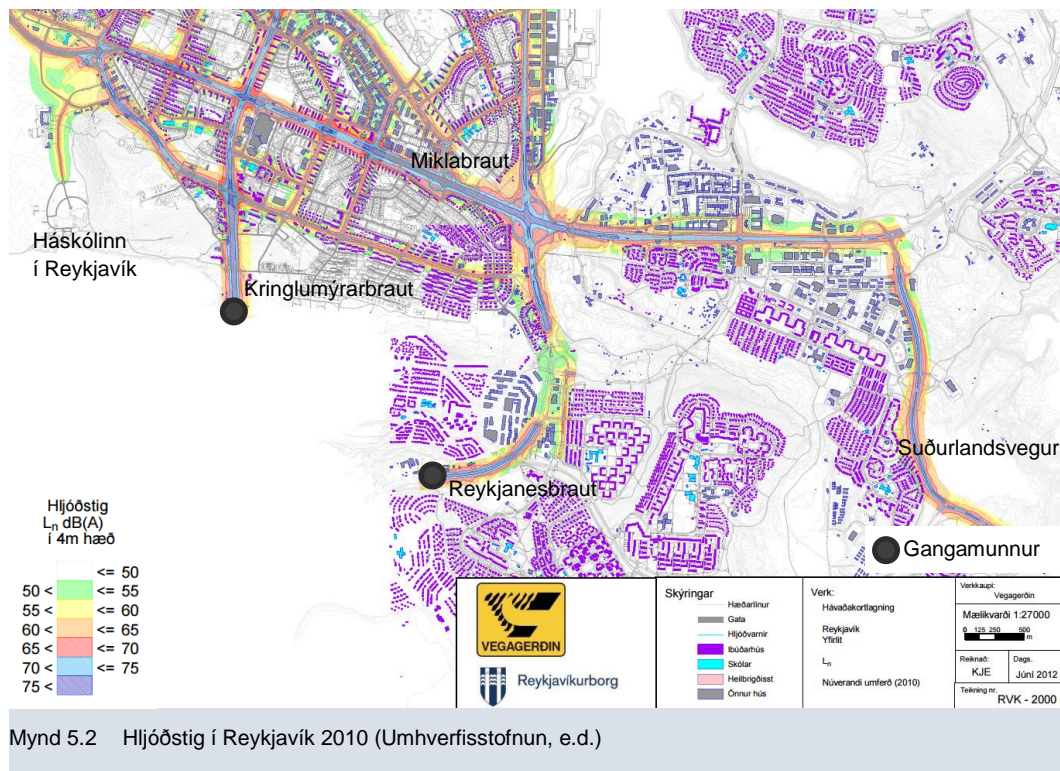 Miklabraut
Háskólinn
í Reykjavík
Kringlumýrarbraut
Suðurlandsvegur
Reykjanesbraut
Gangamunnur
Hljóðstig
Ln dB(A)
í 4m hæð
<= 50
50 < <= 55
55 < <= 60
60 < <= 65
65 < <= 70
70 < <= 75
75 <
VEGAGERÐIN
Reykjavíkurborg
Skýringar
Hæðarlínur
Gata
Hljóðvarnir
Íbúðarhús
Skólar
Heilbrigðisst
Önnur hús
Verk:
Hávaðakortlagning
Reykjavík
Yfirlit
Ln
Núverandi umferð (2010)
Verkkaupi:
Vegagerðin
Mælikvarði 1:27000
0 125 250 500
m
Reiknað:
KJE
Dags.
Júní 2012
Teikning nr.
RVK - 2000
Mynd 5.2 Hljóðstig í Reykjavík 2010 (Umhverfisstofnun, e.d.)